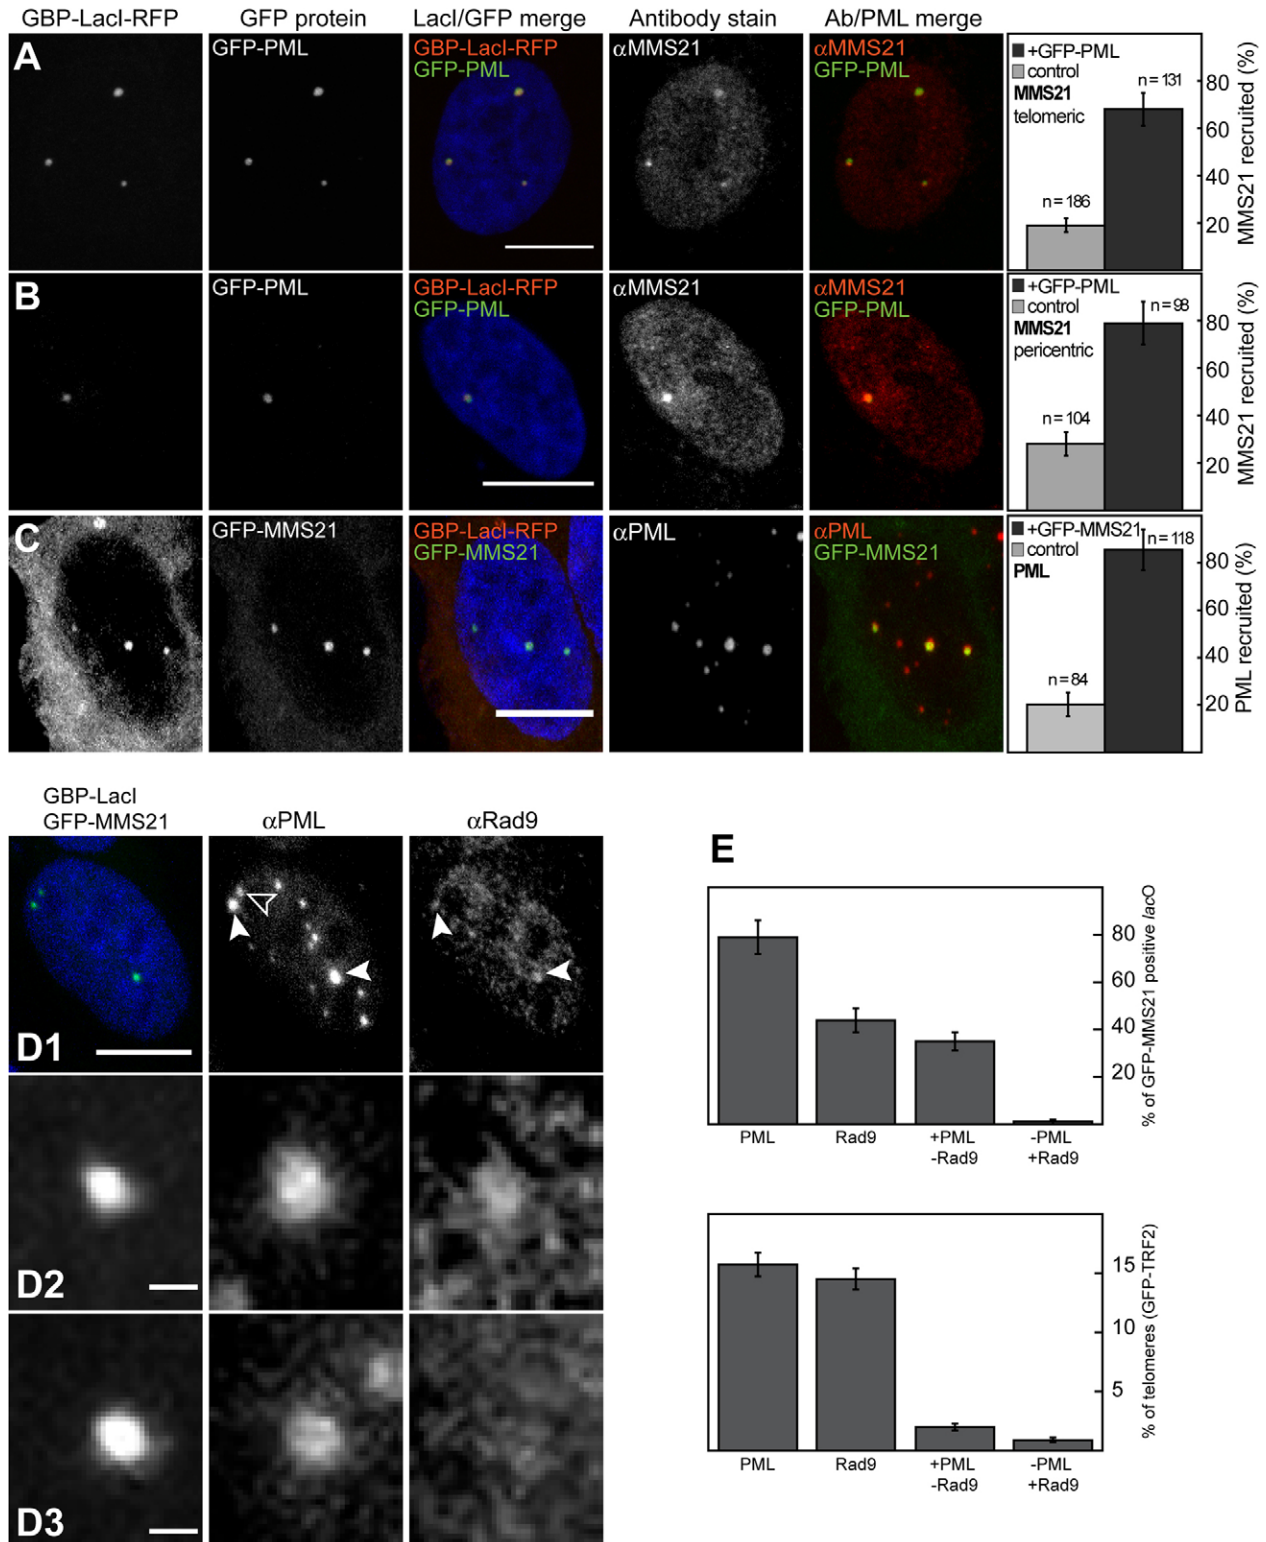 GBP-LacI-RFP
GFP protein
LacI/GFP merge
Antibody stain
Ab/PML merge
A
GFP-PML
GBP-LacI-RFP
GFP-PML
αMMS21
αMMS21
GFP-PML
+GFP-PML
control
MMS21
telomeric
n=186
n=131
80
60
40
20
MMS21 recruited (%)
B
GFP-PML
GBP-LacI-RFP
GFP-PML
αMMS21
αMMS21
GFP-PML
+GFP-PML
control
MMS21
pericentric
n=104
n=98
80
60
40
20
MMS21 recruited (%)
C
GFP-MMS21
GBP-LacI-RFP
GFP-MMS21
αPML
αPML
GFP-MMS21
+GFP-MMS21
control
PML
n=84
n=118
80
60
40
20
PML recruited (%)
GBP-LacI
GFP-MMS21
αPML
αRad9
D1
D2
D3
E
80
60
40
20
% of GFP-MMS21 positive lacO
PML
Rad9
+PML
-Rad9
-PML
+Rad9
15
10
5
% of telomeres (GFP-TRF2)
PML
Rad9
+PML
-Rad9
-PML
+Rad9